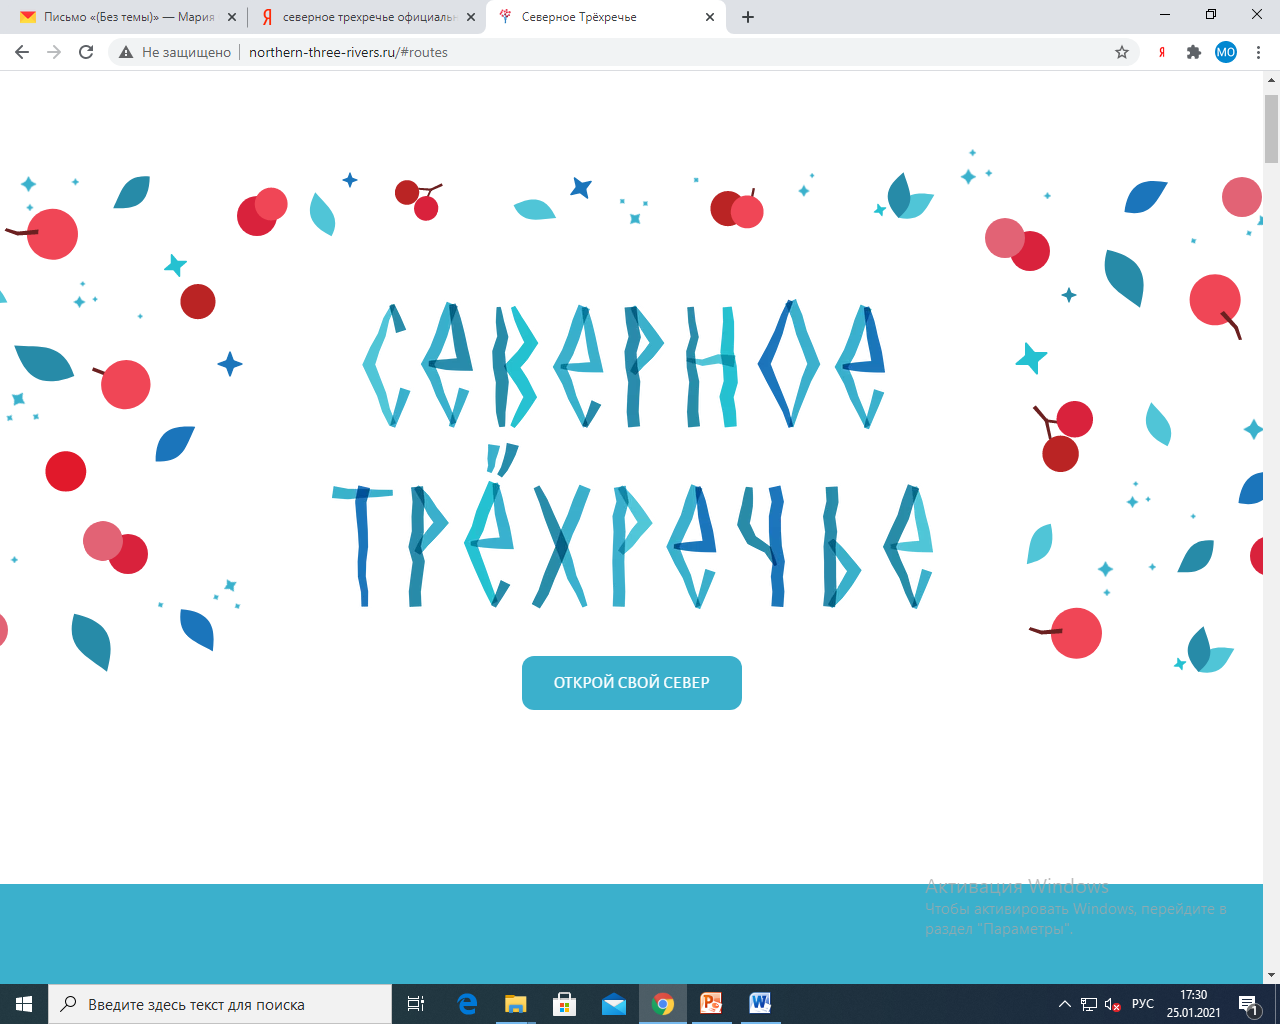 Письмо «(Без темы)» — Мария
северное трехречье официальн
Северное Трёхречье
Не защищено
northern-three-rivers.ru/#routes
МО
СЕВЕРНОЕ
ТРЁХРЕЧЬЕ
ОТКРОЙ СВОЙ СЕВЕР
Активация Windows
Чтобы активировать Windows, перейдите в
раздел "Параметры".
Введите здесь текст для поиска
РУС
17:30
25.01.2021
1